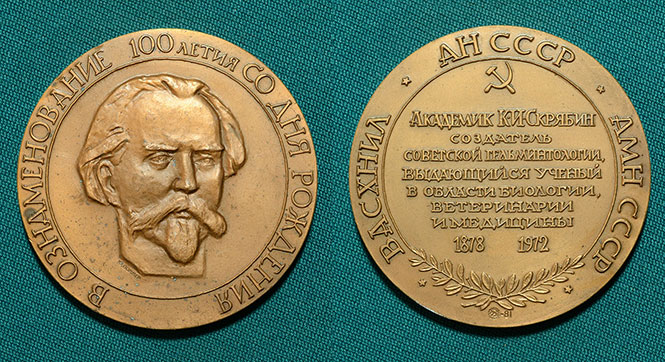 В ОЗНАМЕНОВАНИЕ 100 ЛЕТИЯ СО ДНЯ РОЖДЕНИЯ
АН СССР
ВАСХНИЛ
АМН СССР
АКАДЕМИК К.И.СКРЯБИН
СОЗДАТЕЛЬ
СОВЕТСКОЙ ГЕЛЬМИНТОЛОГИИ,
ВЫДАЮЩИЙСЯ УЧЕНЫЙ
В ОБЛАСТИ БИОЛОГИИ,
ВЕТЕРИНАРИИ
И МЕДИЦИНЫ
1878 1972